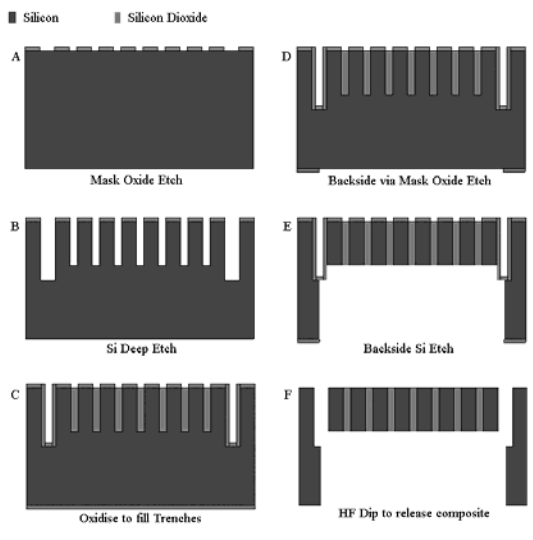 Silicon
Silicon Dioxide
A
Mask Oxide Etch
B
Si Deep Etch
C
Oxidise to fill Trenches
D
Backside via Mask Oxide Etch
E
Backside Si Etch
F
HF Dip to release composite